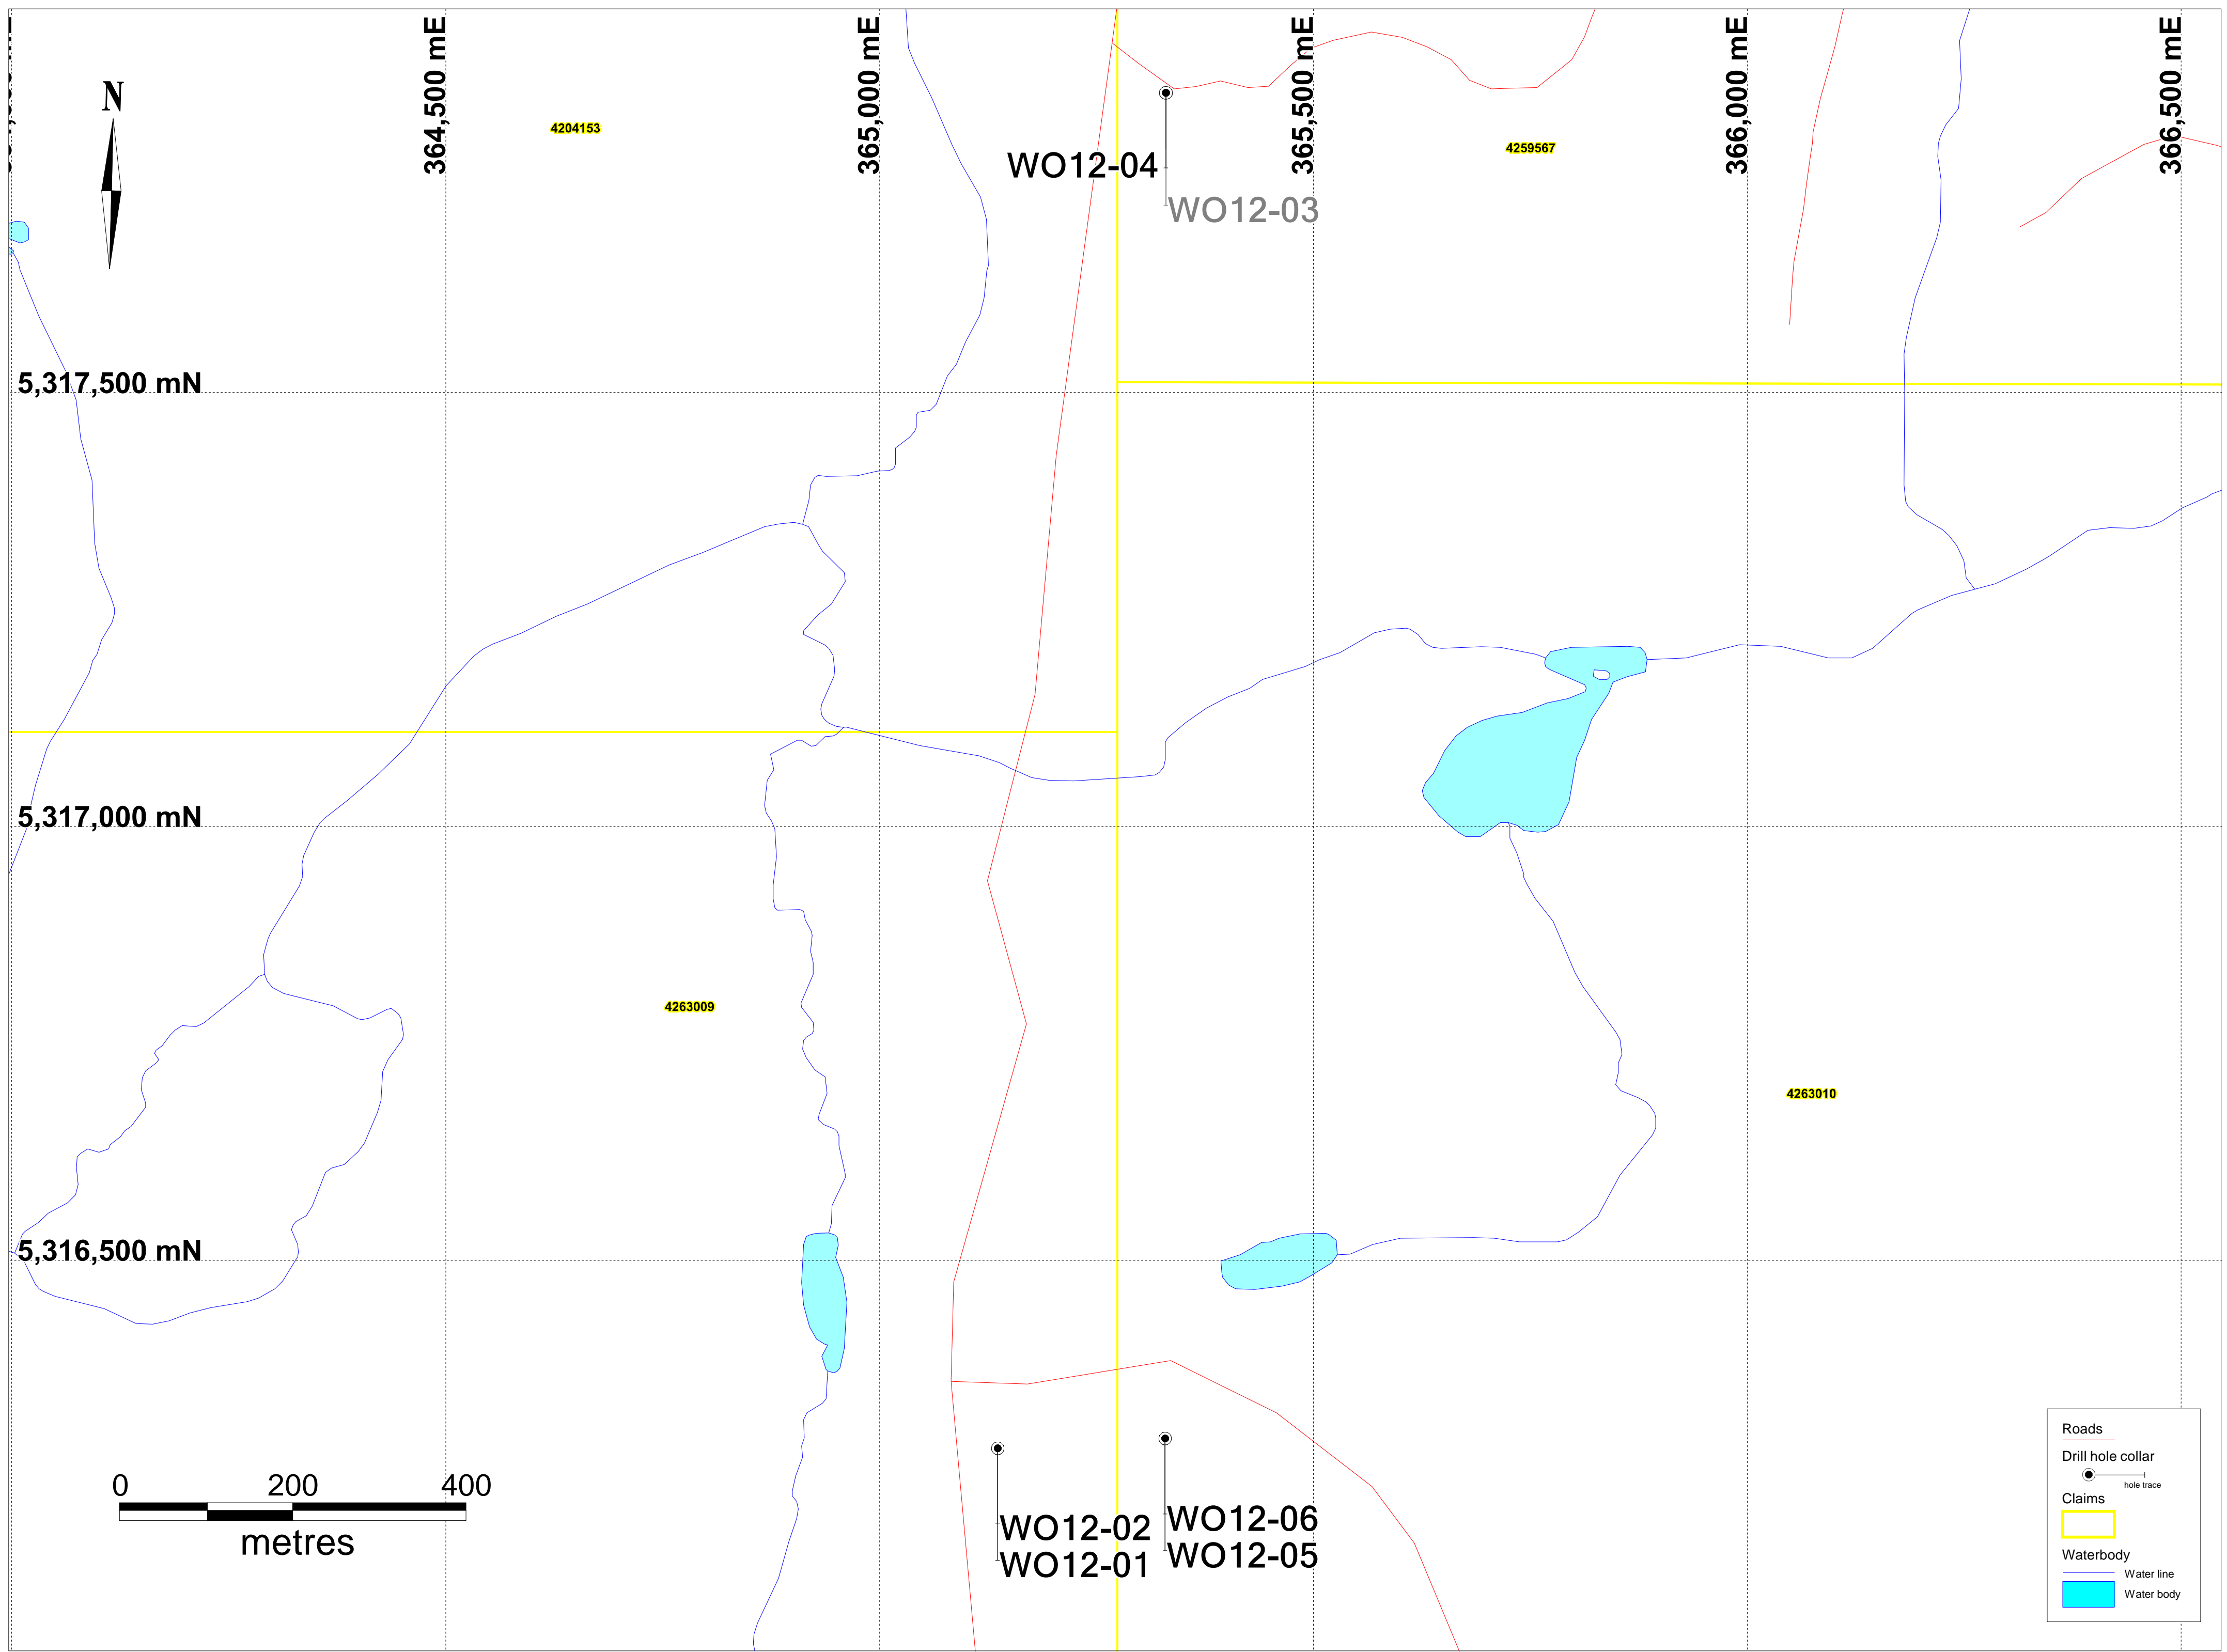 364,500 mE
365,000 mE
365,500 mE
366,000 mE
366,500 mE
N
4204153
4259567
WO12-04
WO12-03
5,317,500 mN
5,317,000 mN
4263009
4263010
5,316,500 mN
0 200 400
metres
WO12-02
WO12-01
WO12-06
WO12-05
Roads
Drill hole collar
hole trace
Claims
Waterbody
Water line
Water body